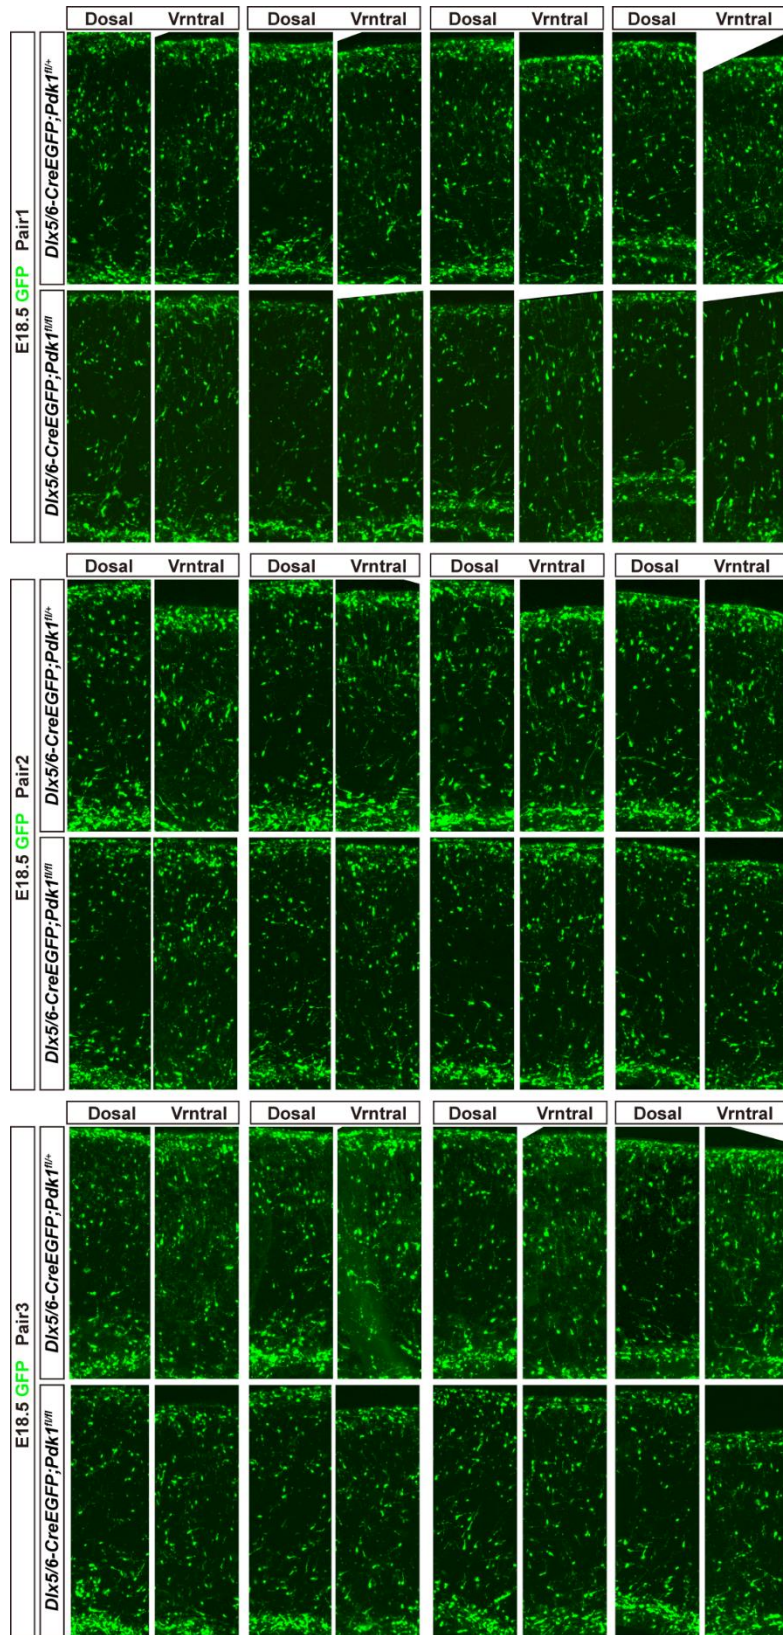 Dosal Vrntral Dosal Vrntral Dosal Vrntral Dosal Vrntral
E18.5 GFP Pair1
Dlx5/6-CreEGFP;Pdk1fl/+
Dlx5/6-CreEGFP;Pdk1fl/fl
Dosal Vrntral Dosal Vrntral Dosal Vrntral Dosal Vrntral
E18.5 GFP Pair2
Dlx5/6-CreEGFP;Pdk1fl/+
Dlx5/6-CreEGFP;Pdk1fl/fl
Dosal Vrntral Dosal Vrntral Dosal Vrntral Dosal Vrntral
E18.5 GFP Pair3
Dlx5/6-CreEGFP;Pdk1fl/+
Dlx5/6-CreEGFP;Pdk1fl/fl